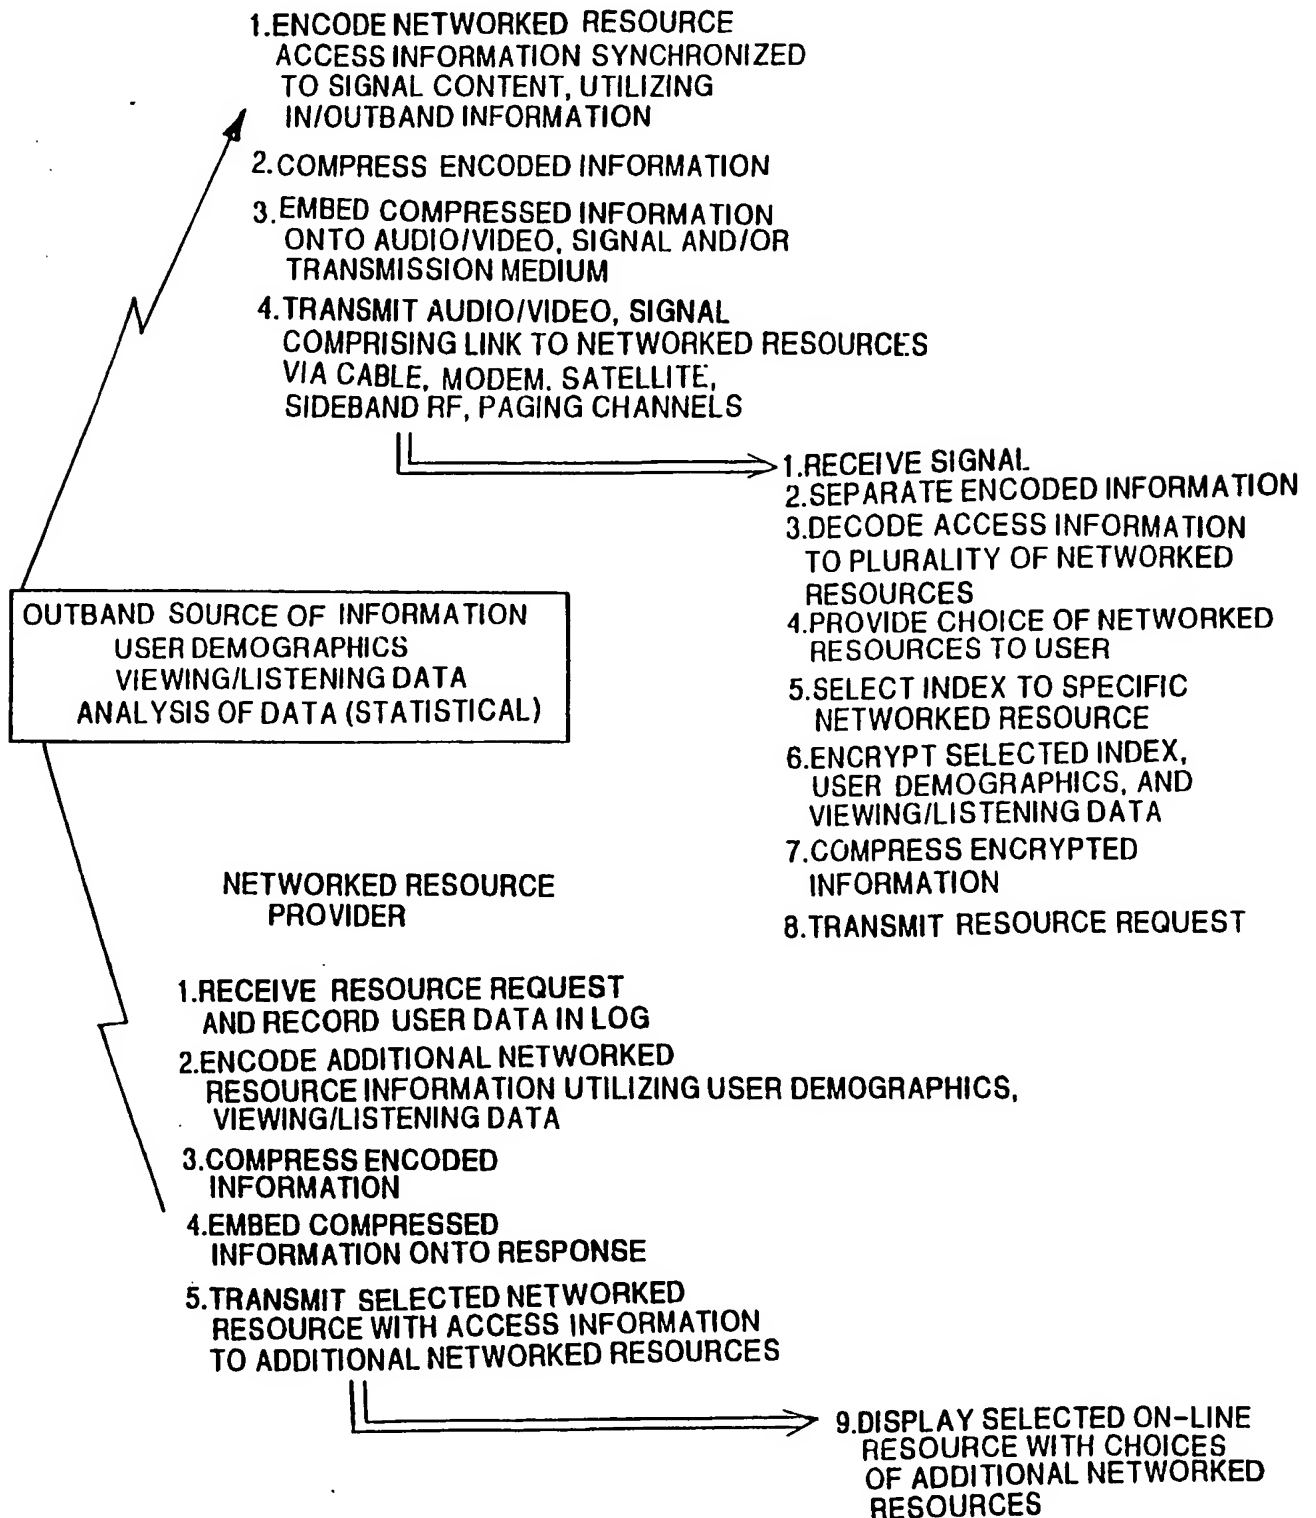 1.ENCODE NETWORKED RESOURCE
ACCESS INFORMATION SYNCHRONIZED
TO SIGNAL CONTENT, UTILIZING
IN/OUTBAND INFORMATION
2.COMPRESS ENCODED INFORMATION
3.EMBED COMPRESSED INFORMATION
ONTO AUDIO/VIDEO, SIGNAL AND/OR
TRANSMISSION MEDIUM
4.TRANSMIT AUDIO/VIDEO, SIGNAL
COMPRISING LINK TO NETWORKED RESOURCES
VIA CABLE, MODEM. SATELLITE,
SIDEBAND RF, PAGING CHANNELS
1.RECEIVE SIGNAL
2.SEPARATE ENCODED INFORMATION
3.DECODE ACCESS INFORMATION
TO PLURALITY OF NETWORKED
RESOURCES
4.PROVIDE CHOICE OF NETWORKED
RESOURCES TO USER
5.SELECT INDEX TO SPECIFIC
NETWORKED RESOURCE
6.ENCRYPT SELECTED INDEX,
USER DEMOGRAPHICS, AND
VIEWING/LISTENING DATA
7.COMPRESS ENCRYPTED
INFORMATION
8.TRANSMIT RESOURCE REQUEST
OUTBAND SOURCE OF INFORMATION
USER DEMOGRAPHICS
VIEWING/LISTENING DATA
ANALYSIS OF DATA (STATISTICAL)
NETWORKED RESOURCE
PROVIDER
1.RECEIVE RESOURCE REQUEST
AND RECORD USER DATA IN LOG
2.ENCODE ADDITIONAL NETWORKED
RESOURCE INFORMATION UTILIZING USER DEMOGRAPHICS,
VIEWING/LISTENING DATA
3.COMPRESS ENCODED
INFORMATION
4.EMBED COMPRESSED
INFORMATION ONTO RESPONSE
5.TRANSMIT SELECTED NETWORKED
RESOURCE WITH ACCESS INFORMATION
TO ADDITIONAL NETWORKED RESOURCES
9.DISPLAY SELECTED ON-LINE
RESOURCE WITH CHOICES
OF ADDITIONAL NETWORKED
RESOURCES